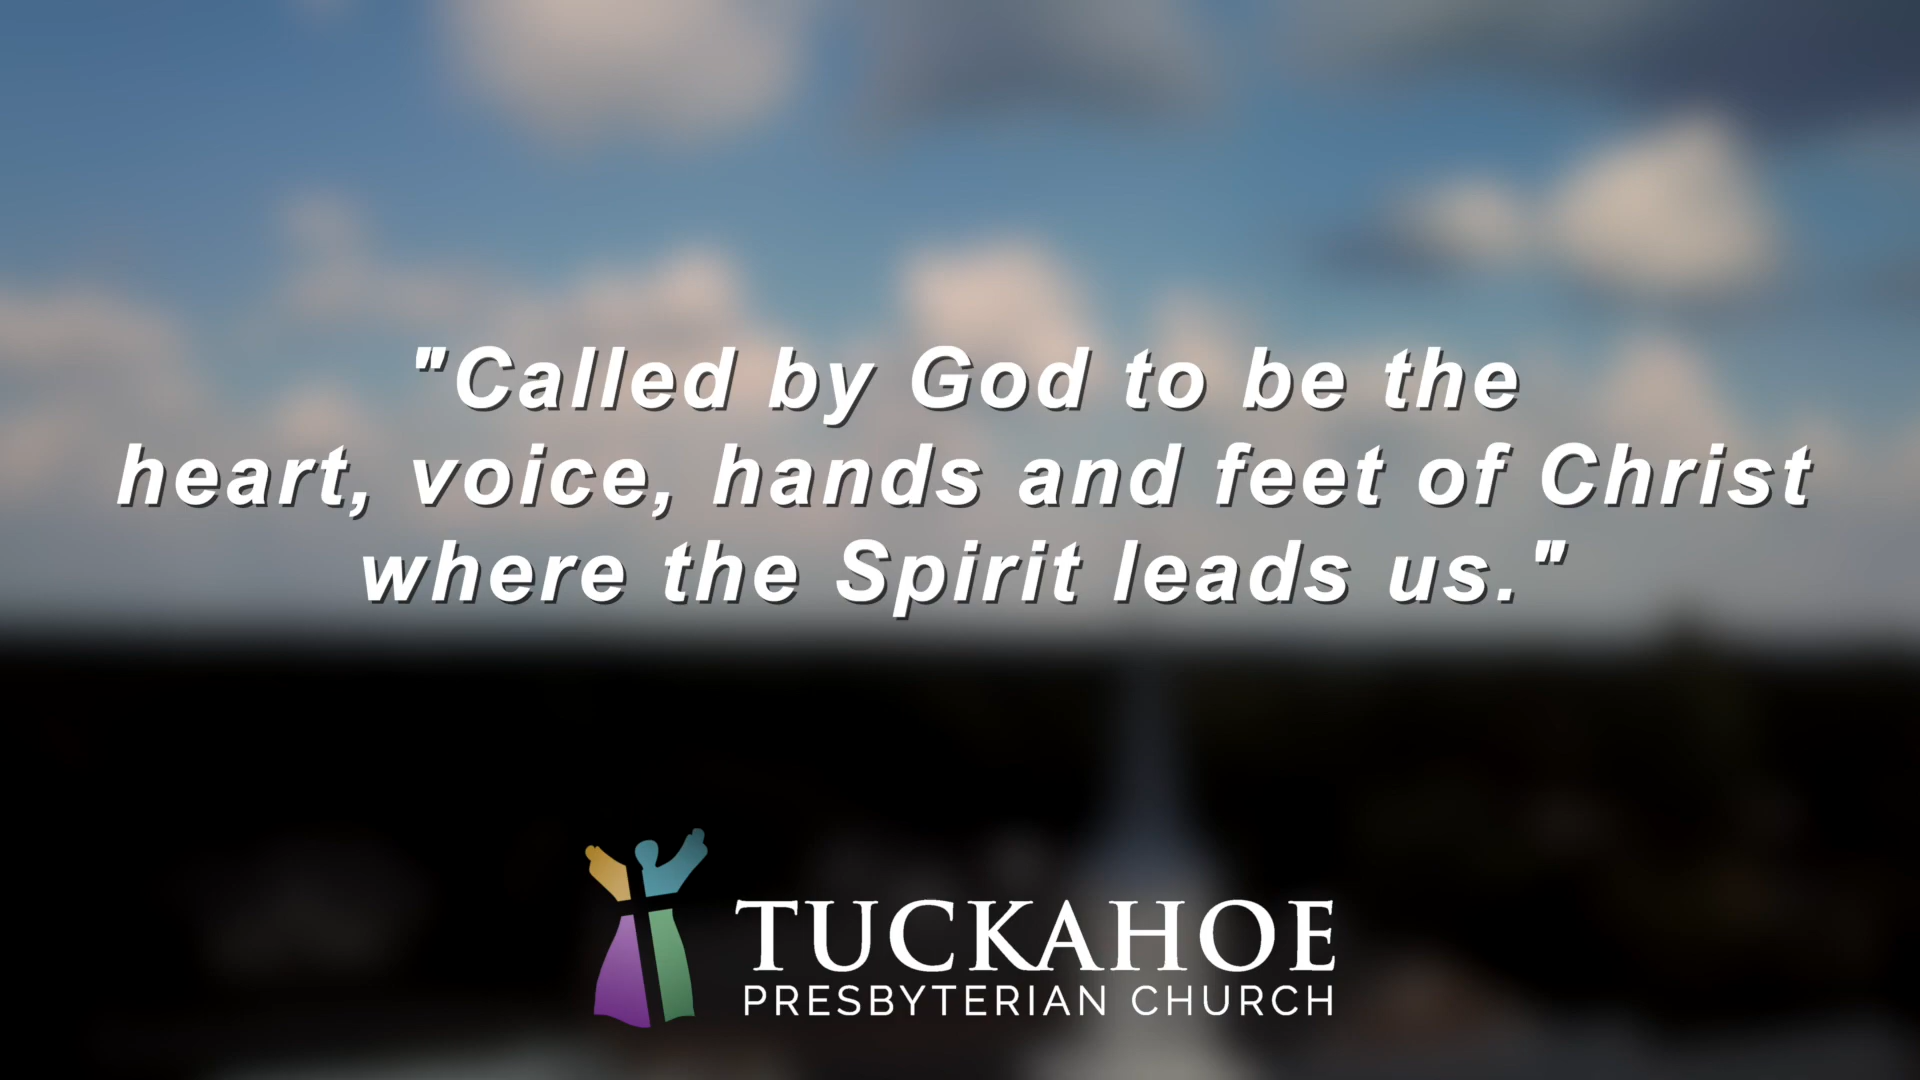 "Called by God to be the
heart, voice, hands and feet of Christ
where the Spirit leads us."
TUCKAHOE
PRESBYTERIAN CHURCH